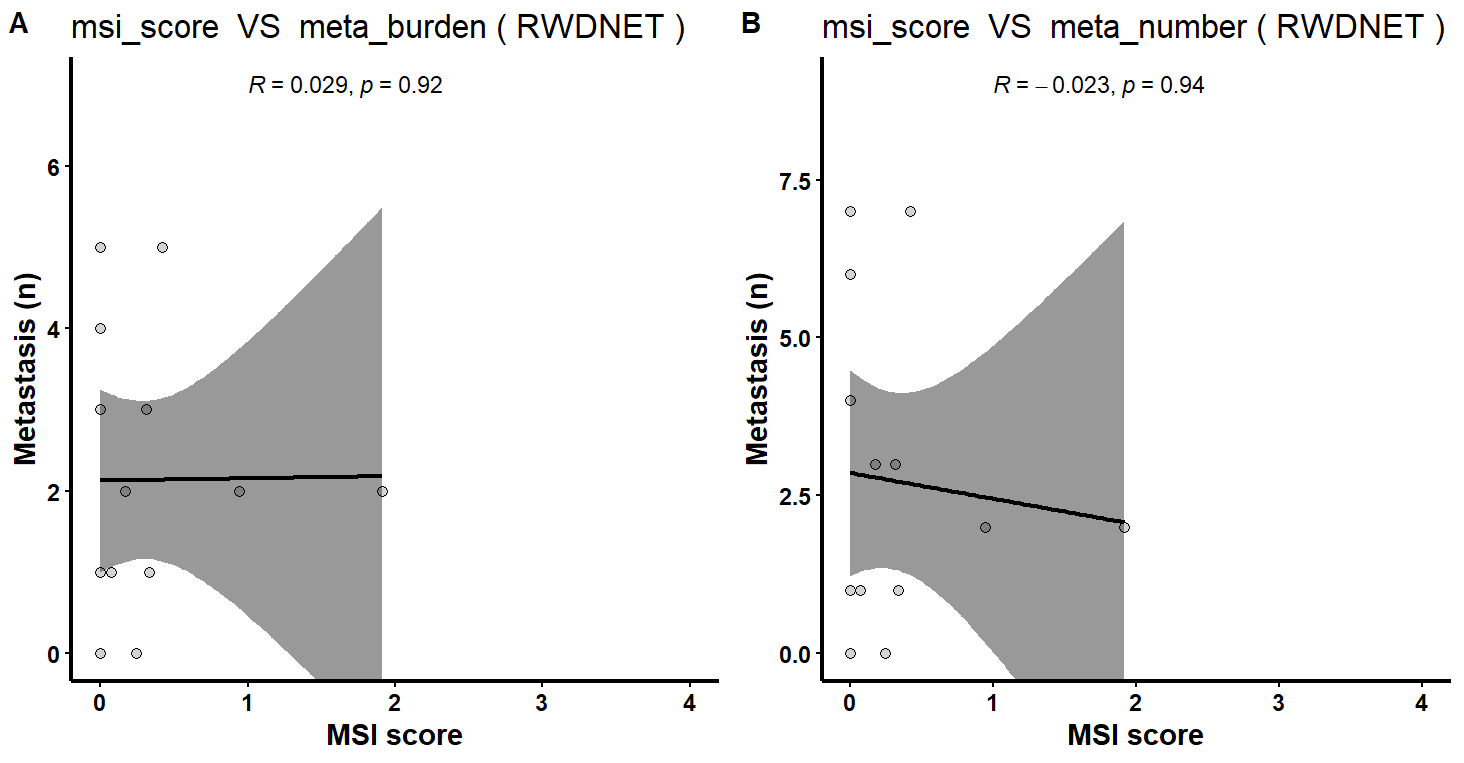 A
msi_score VS meta_burden ( RWDNET )
R = 0.029, p = 0.92
6
4
2
0
Metastasis (n)
0 1 2 3 4
MSI score
B
msi_score VS meta_number ( RWDNET )
R = − 0.023, p = 0.94
7.5
5.0
2.5
0.0
Metastasis (n)
0 1 2 3 4
MSI score